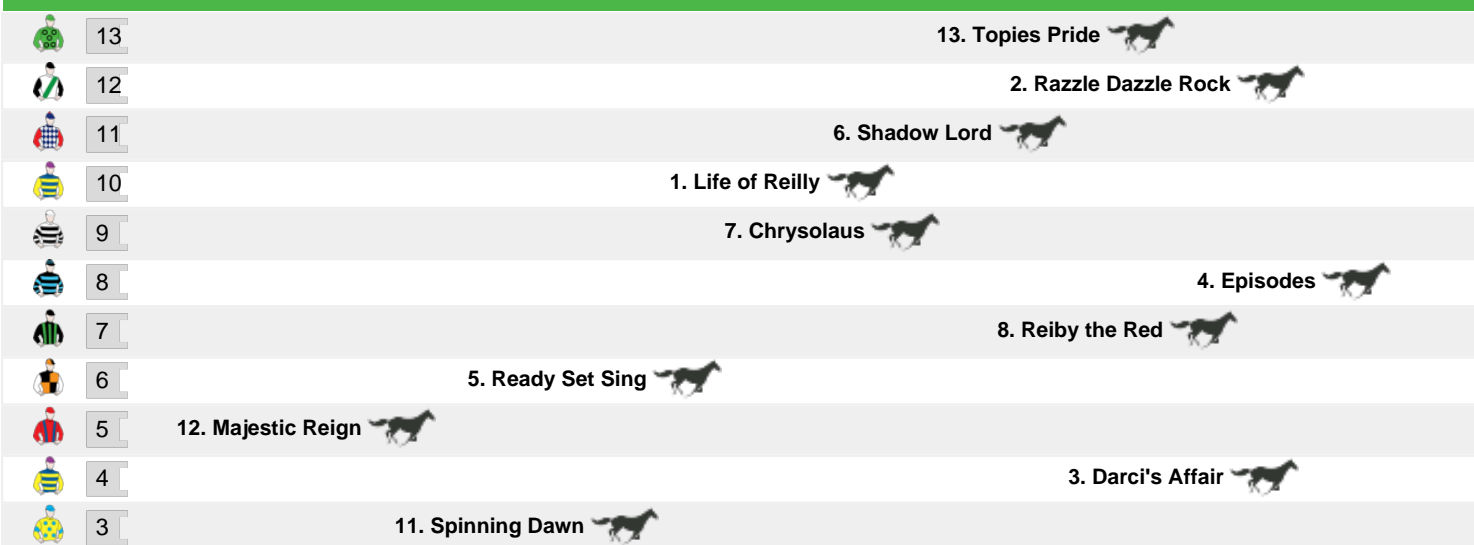 13 13. Topies Pride
12 2. Razzle Dazzle Rock
11 6. Shadow Lord
10 1. Life of Reilly
9 7. Chrysolaus
8 4. Episodes
7 8. Reiby the Red
6 5. Ready Set Sing
5 12. Majestic Reign
4 3. Darci's Affair
3 11. Spinning Dawn